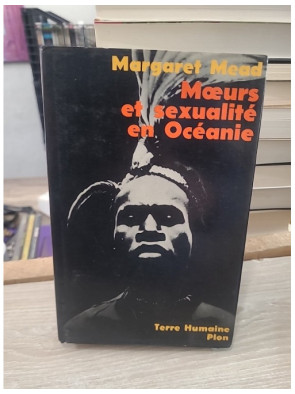 Margaret Mead
Mœurs
et sexualité
en Océanie
Terre Humaine
Plon